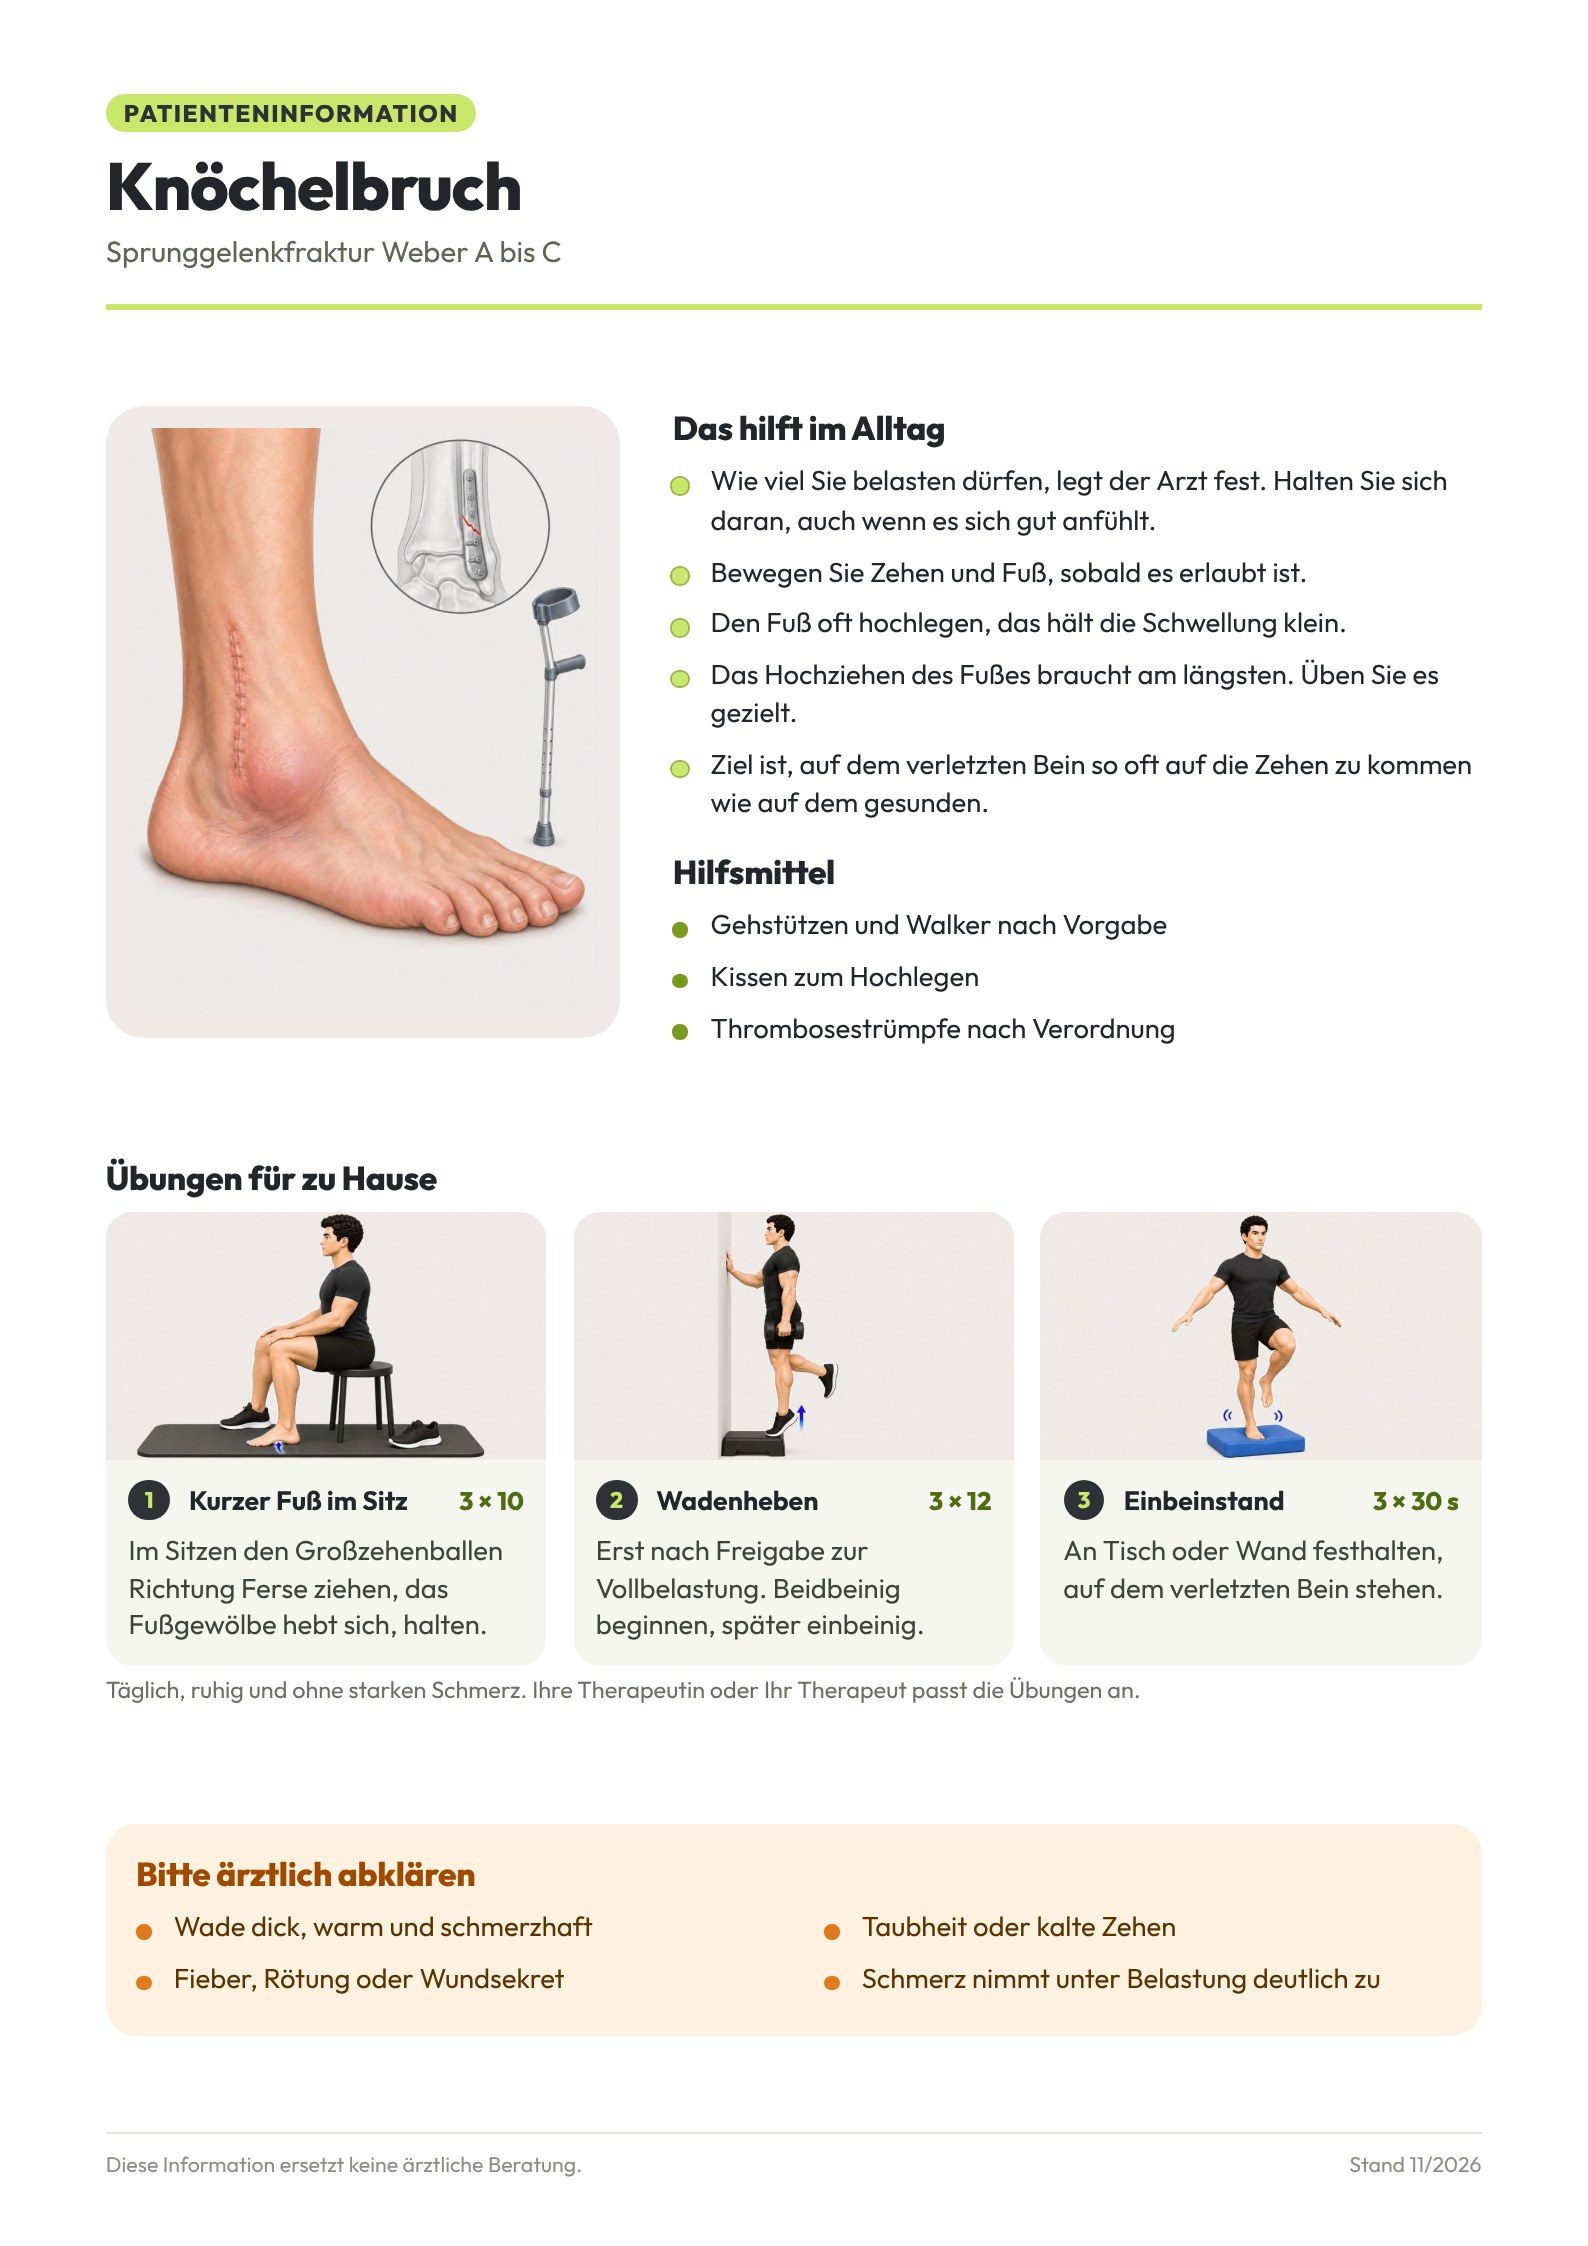 PATIENTENINFORMATION
Knöchelbruch
Sprunggelenkfraktur Weber A bis C
Das hilft im Alltag
Wie viel Sie belasten dürfen, legt der Arzt fest. Halten Sie sich
daran, auch wenn es sich gut anfühlt.
Bewegen Sie Zehen und Fuß, sobald es erlaubt ist.
Den Fuß oft hochlegen, das hält die Schwellung klein.
Das Hochziehen des Fußes braucht am längsten. Üben Sie es
gezielt.
Ziel ist, auf dem verletzten Bein so oft auf die Zehen zu kommen
wie auf dem gesunden.
Hilfsmittel
Gehstützen und Walker nach Vorgabe
Kissen zum Hochlegen
Thrombosestrümpfe nach Verordnung
Übungen für zu Hause
1 Kurzer Fuß im Sitz 3 × 10
Im Sitzen den Großzehenballen
Richtung Ferse ziehen, das
Fußgewölbe hebt sich, halten.
2 Wadenheben 3 × 12
Erst nach Freigabe zur
Vollbelastung. Beidbeinig
beginnen, später einbeinig.
3 Einbeinstand 3 × 30 s
An Tisch oder Wand festhalten,
auf dem verletzten Bein stehen.
Täglich, ruhig und ohne starken Schmerz. Ihre Therapeutin oder Ihr Therapeut passt die Übungen an.
Bitte ärztlich abklären
Wade dick, warm und schmerzhaft
Fieber, Rötung oder Wundsekret
Taubheit oder kalte Zehen
Schmerz nimmt unter Belastung deutlich zu
Diese Information ersetzt keine ärztliche Beratung.
Stand 11/2026